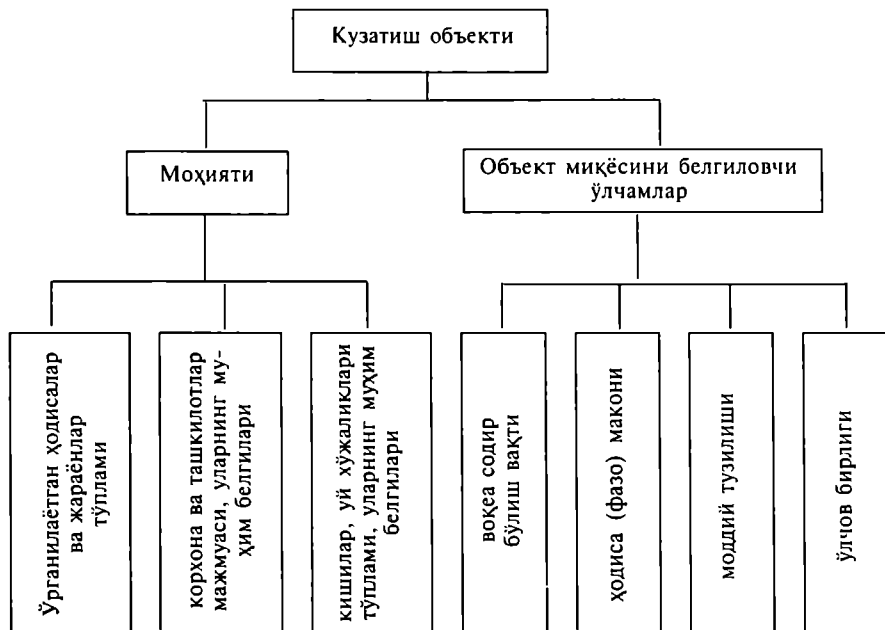 Кузатиш объекти
Моҳияти
Объект миқёсини белгиловчи
ўлчамлар
Ўрганилаётган ҳодисалар
ва жараёнлар
тўплами
корхона ва ташкилотлар
мажмуаси, уларнинг му-
ҳим белгилари
кишилар, уй хўжаликлари
тўплами, уларнинг муҳим
белгилари
воқеа содир
бўлиш вақти
ҳодиса (фазо) макони
моддий тузилиши
ўлчов бирлиги